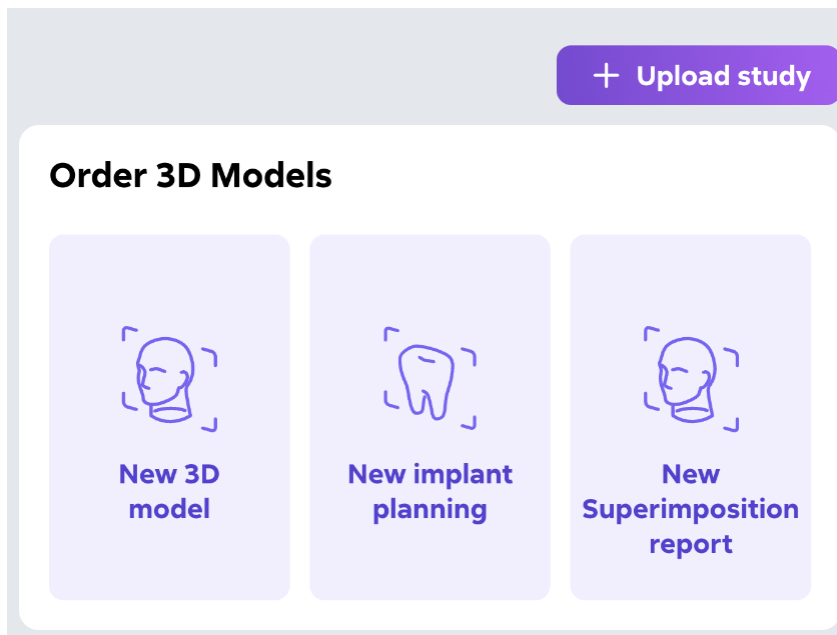 + Upload study
Order 3D Models
New 3D
model
New implant
planning
New
Superimposition
report